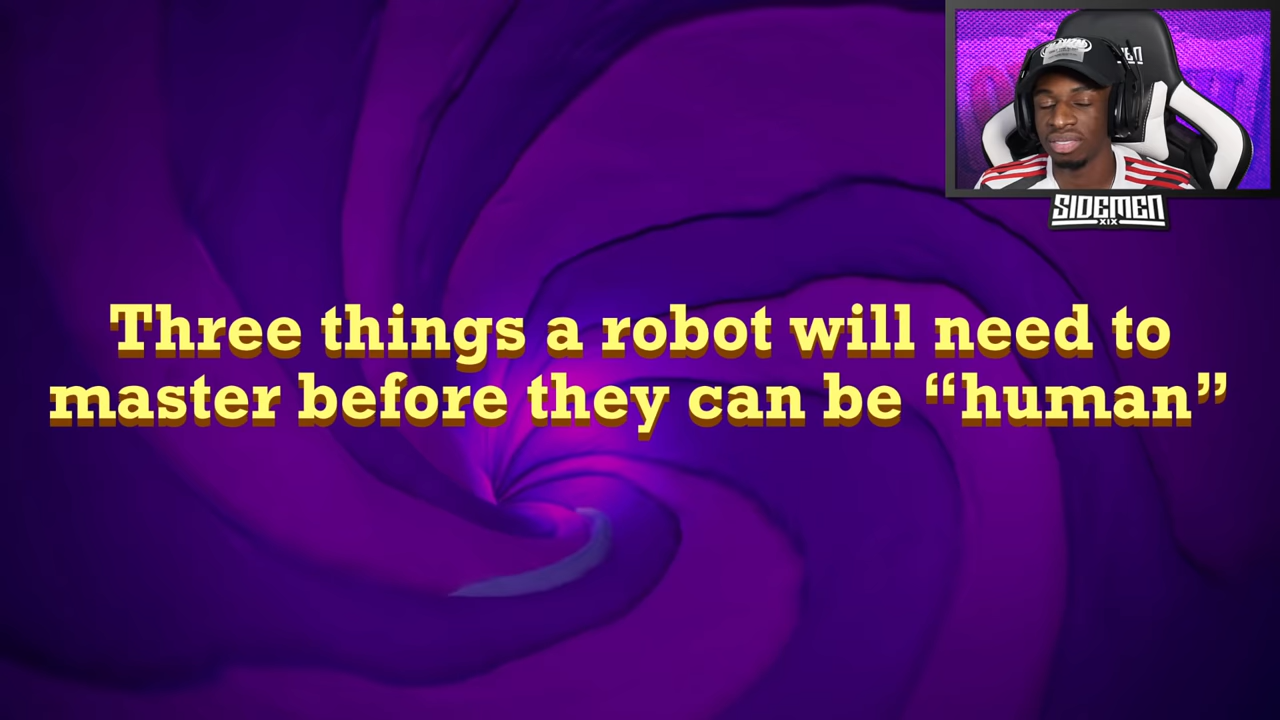 Three things a robot will need to
master before they can be “human”
SIDEMEN
XIX